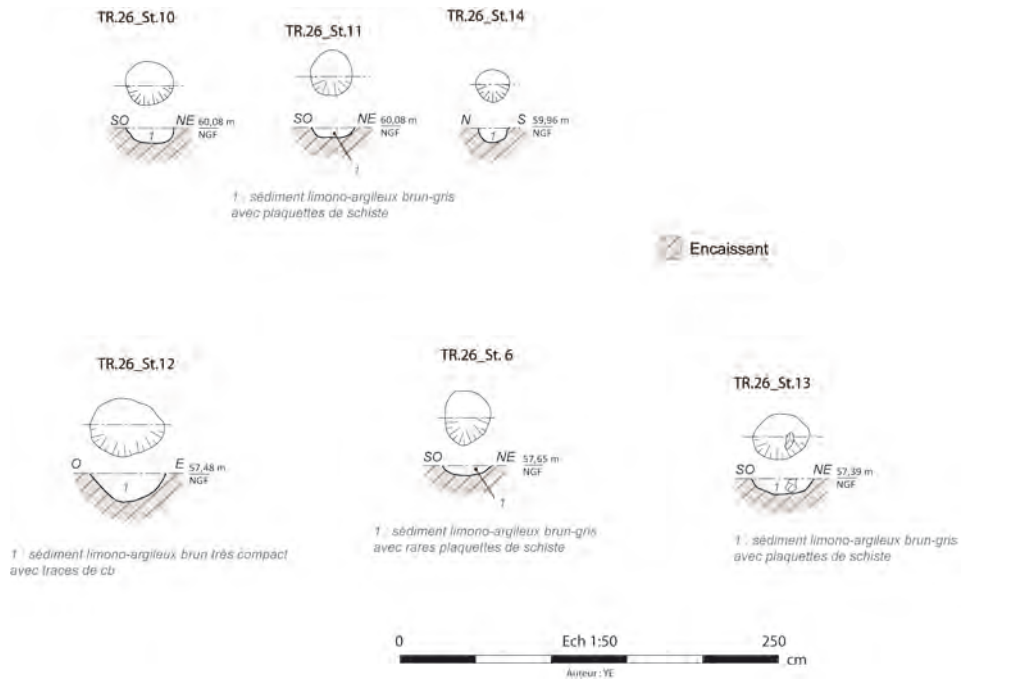 TR.26_St.10
TR.26_St.11
TR.26_St.14
SO NE 60,08 m
NGF
1
SO NE 60,08 m
NGF
1
N S 59,96 m
NGF
1
1 : sédiment limono-argileux brun-gris
avec plaquettes de schiste
Encaissant
TR.26_St.12
TR.26_St. 6
TR.26_St.13
O E 57,48 m
NGF
1
SO NE 57,65 m
NGF
1
SO NE 57,39 m
NGF
1
1 : sédiment limono-argileux brun très compact
avec traces de cb
1 : sédiment limono-argileux brun-gris
avec rares plaquettes de schiste
1 : sédiment limono-argileux brun-gris
avec plaquettes de schiste
0 Ech 1:50 250
cm
Auteur : YE